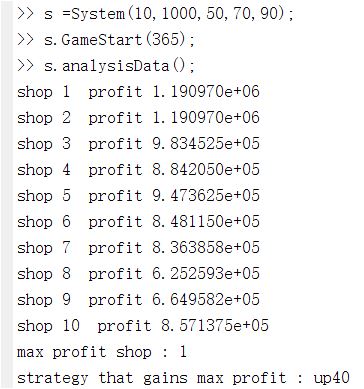 >> s =System(10,1000,50,70,90);
>> s.GameStart(365);
>> s.analysisData();
shop 1  profit 1.190970e+06
shop 2  profit 1.190970e+06
shop 3  profit 9.834525e+05
shop 4  profit 8.842050e+05
shop 5  profit 9.473625e+05
shop 6  profit 8.481150e+05
shop 7  profit 8.363858e+05
shop 8  profit 6.252593e+05
shop 9  profit 6.649582e+05
shop 10  profit 8.571375e+05
max profit shop : 1
strategy that gains max profit : up40